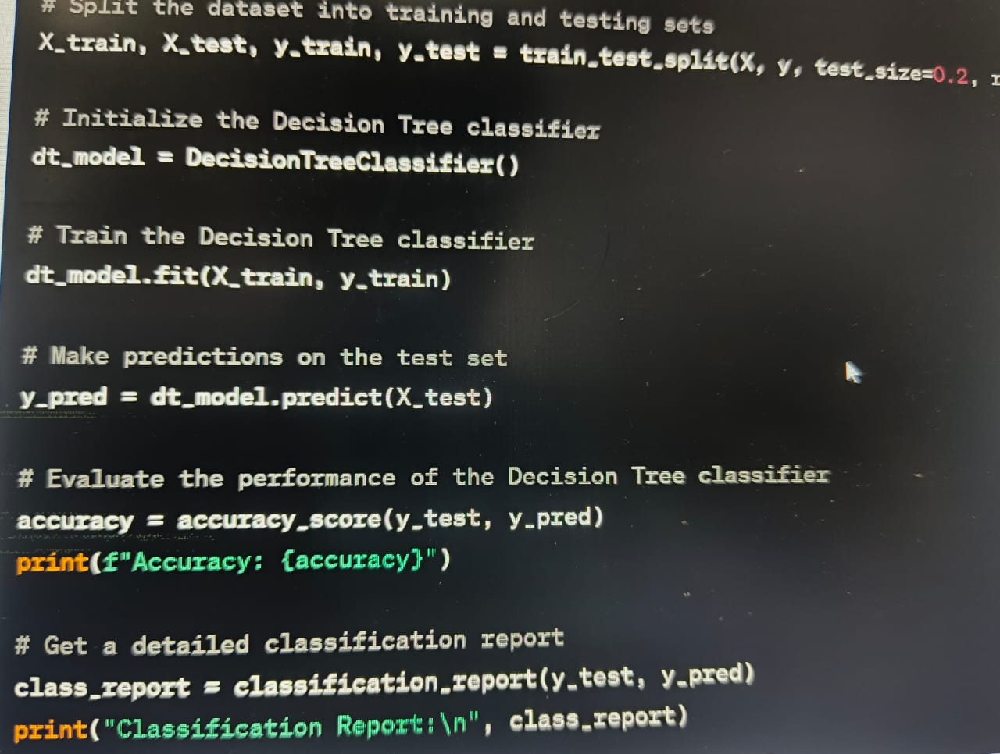 # Split the dataset into training and testing sets
X_train, X_test, y_train, y_test = train_test_split(X, y, test_size=0.2,
# Initialize the Decision Tree classifier
dt_model = DecisionTreeClassifier()
# Train the Decision Tree classifier
dt_model.fit(X_train, y_train)
# Make predictions on the test set
y_pred = dt_model.predict(X_test)
# Evaluate the performance of the Decision Tree classifier
accuracy = accuracy_score(y_test, y_pred)
print(f"Accuracy: {accuracy}")
# Get a detailed classification report
class_report = classification_report(y_test, y_pred)
print("Classification Report:\n", class_report)